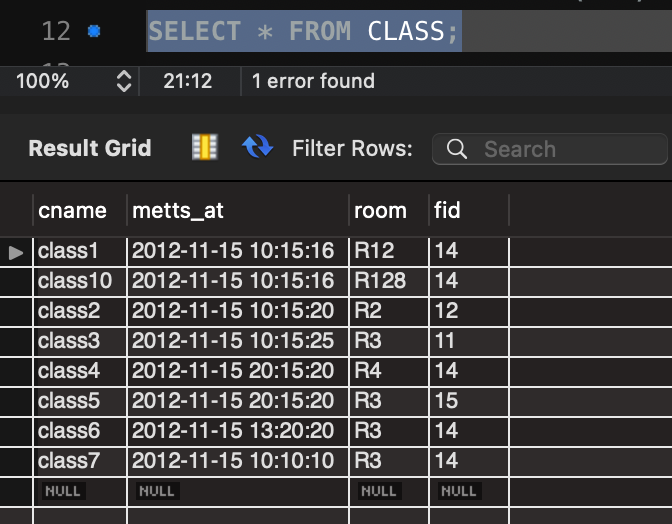 12 SELECT * FROM CLASS;
100% 21:12 1 error found
Result Grid Filter Rows: Search
cname metts_at room fid
class1 2012-11-15 10:15:16 R12 14
class10 2012-11-15 10:15:16 R128 14
class2 2012-11-15 10:15:20 R2 12
class3 2012-11-15 10:15:25 R3 11
class4 2012-11-15 20:15:20 R4 14
class5 2012-11-15 20:15:20 R3 15
class6 2012-11-15 13:20:20 R3 14
class7 2012-11-15 10:10:10 R3 14
NULL NULL NULL NULL